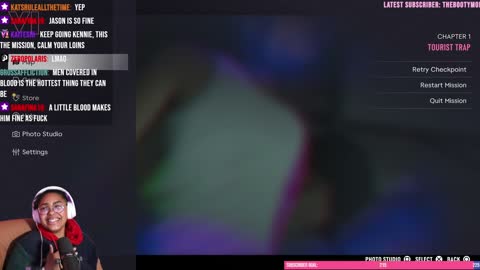 KATSRULEALLTHETIME: YEP
LATEST SUBSCRIBER: THEBOOTYMO
JASON IS SO FINE
KEEP GOING KENNIE, THIS
THE MISSION, CALM YOUR LOINS
ZEROPOLARIS: LMAO
GROSSAFFLICTION: MEN COVERED IN
BLOOD IS THE HOTTEST THING THEY CAN
BE
A LITTLE BLOOD MAKES
HIM FINE AS FUCK
Store
Photo Studio
Settings
CHAPTER 1
TOURIST TRAP
Retry Checkpoint
Restart Mission
Quit Mission
PHOTO STUDIO
SELECT
BACK
SUBSCRIBER GOAL: